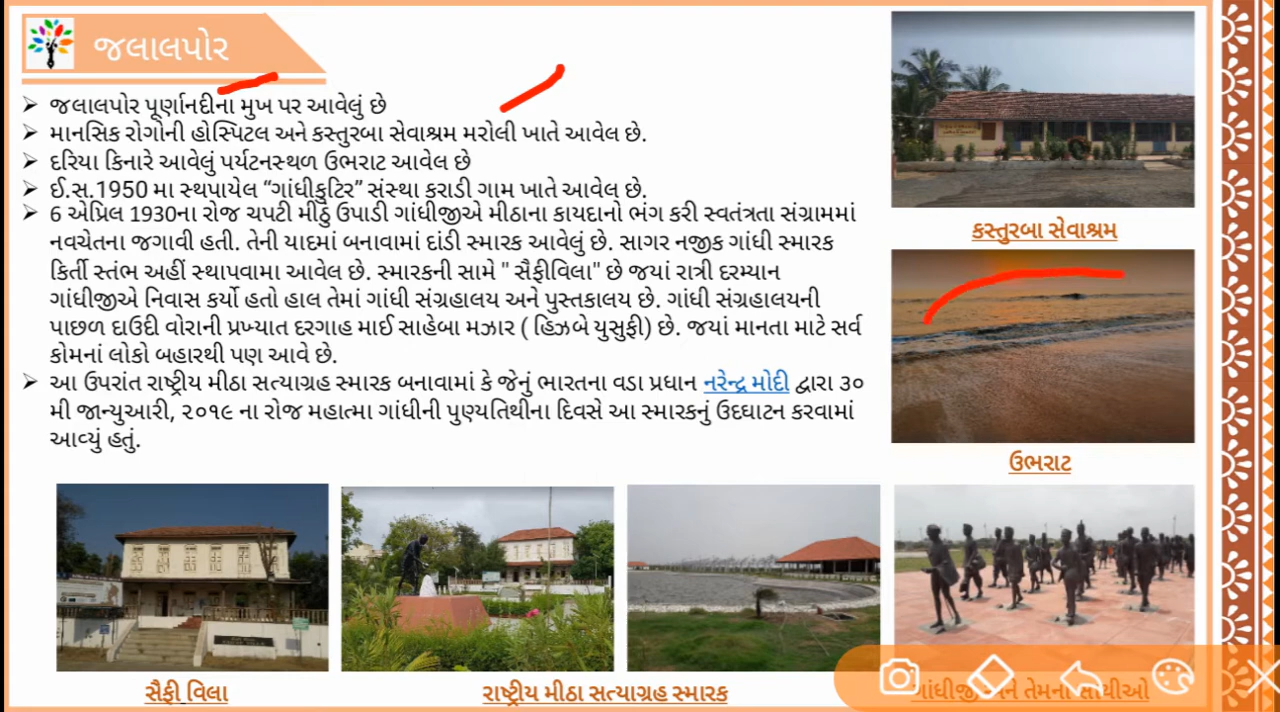 જલાલપોર
જલાલપોર પૂર્ણાનદીના મુખ પર આવેલું છે
માનસિક રોગોની હોસ્પિટલ અને કસ્તુરબા સેવાશ્રમ મરોલી ખાતે આવેલ છે.
દરિયા કિનારે આવેલું પર્યટનસ્થળ ઉભરાટ આવેલ છે
ઈ.સ.1950 મા સ્થપાયેલ “ગાંધીકુટિર” સંસ્થા કરાડી ગામ ખાતે આવેલ છે.
6 એપ્રિલ 1930ના રોજ ચપટી મીઠું ઉપાડી ગાંધીજીએ મીઠાના કાયદાનો ભંગ કરી સ્વતંત્રતા સંગ્રામમાં
નવચેતના જગાવી હતી. તેની યાદમાં બનાવામાં દાંડી સ્મારક આવેલું છે. સાગર નજીક ગાંધી સ્મારક
કિર્તી સ્તંભ અહીં સ્થાપવામા આવેલ છે. સ્મારકની સામે " સૈફીવિલા" છે જયાં રાત્રી દરમ્યાન
ગાંધીજીએ નિવાસ કર્યો હતો હાલ તેમાં ગાંધી સંગ્રહાલય અને પુસ્તકાલય છે. ગાંધી સંગ્રહાલયની
પાછળ દાઉદી વોરાની પ્રખ્યાત દરગાહ માઈ સાહેબા મઝાર ( હિઝબે યુસુફી) છે. જયાં માનતા માટે સર્વ
કોમનાં લોકો બહારથી પણ આવે છે.
આ ઉપરાંત રાષ્ટ્રીય મીઠા સત્યાગ્રહ સ્મારક બનાવામાં કે જેનું ભારતના વડા પ્રધાન નરેન્દ્ર મોદી દ્વારા ૩૦
મી જાન્યુઆરી, ૨૦૧૯ ના રોજ મહાત્મા ગાંધીની પુણ્યતિથીના દિવસે આ સ્મારકનું ઉદઘાટન કરવામાં
આવ્યું હતું.
કસ્તુરબા સેવાશ્રમ
ઉભરાટ
સૈફી વિલા
રાષ્ટ્રીય મીઠા સત્યાગ્રહ સ્મારક
ગાંધીજી અને તેમના સાથીઓ